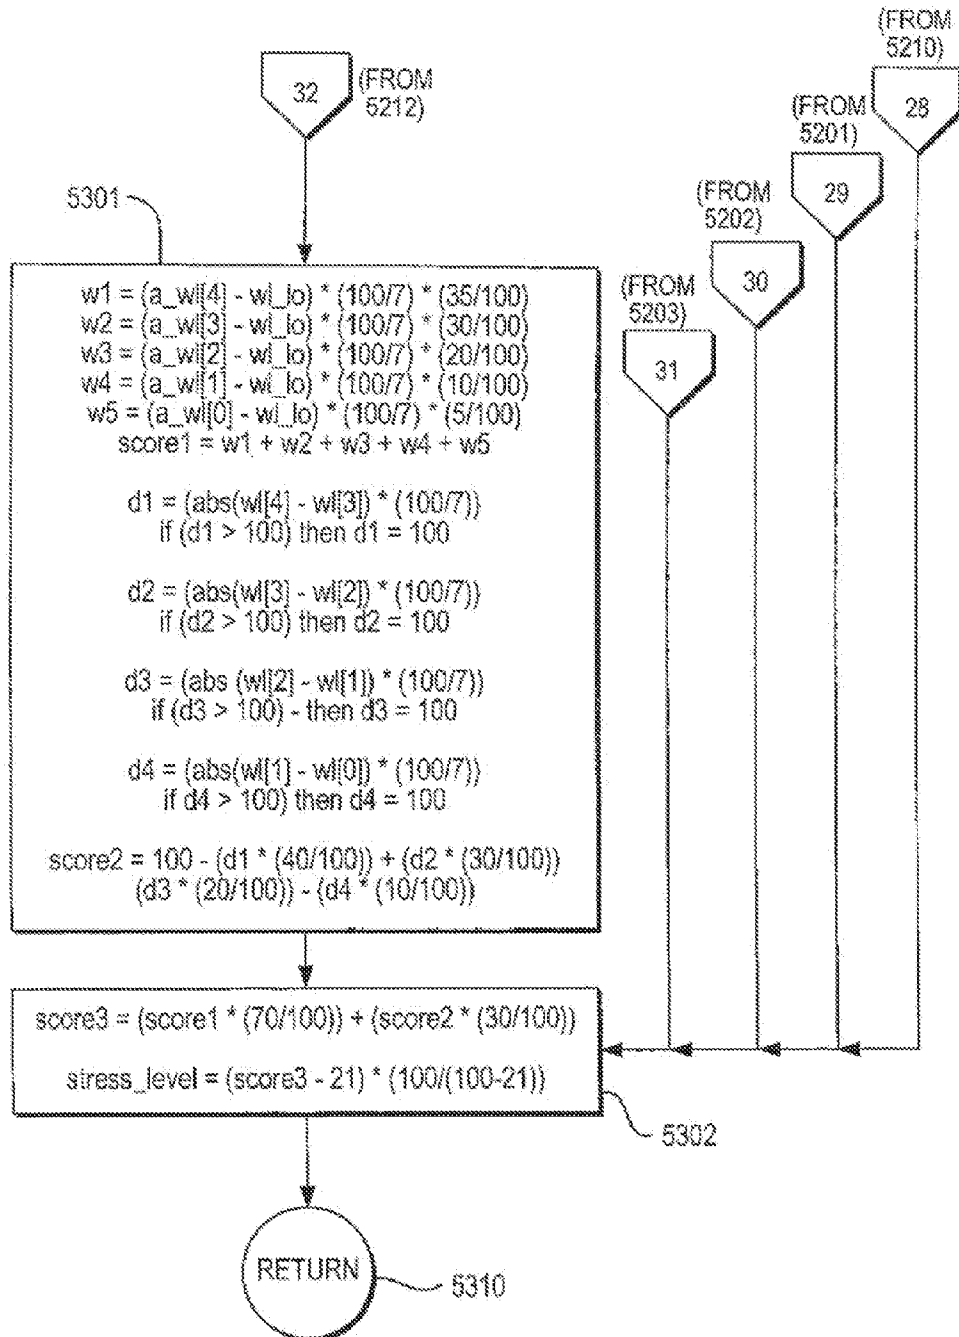 (FROM
5210)
32
(FROM
5212)
28
(FROM
5201)
29
(FROM
5202)
30
(FROM
5203)
31
5301
w1 = (a_wl[4] - wl_lo) * (100/7) * (35/100)
w2 = (a_wl[3] - wl_lo) * (100/7) * (30/100)
w3 = (a_wl[2] - wl_lo) * (100/7) * (20/100)
w4 = (a_wl[1] - wl_lo) * (100/7) * (10/100)
w5 = (a_wl[0] - wl_lo) * (100/7) * (5/100)
score1 = w1 + w2 + w3 + w4 + w5
d1 = (abs(wl[4] - wl[3]) * (100/7))
if (d1 > 100) then d1 = 100
d2 = (abs(wl[3] - wl[2]) * (100/7))
if (d2 > 100) then d2 = 100
d3 = (abs (wl[2] - wl[1]) * (100/7))
if (d3 > 100) - then d3 = 100
d4 = (abs(wl[1] - wl[0]) * (100/7))
if d4 > 100) then d4 = 100
score2 = 100 - (d1 * (40/100)) + (d2 * (30/100))
(d3 * (20/100)) - (d4 * (10/100))
score3 = (score1 * (70/100)) + (score2 * (30/100))
stress_level = (score3 - 21) * (100/(100-21))
5302
RETURN
5310